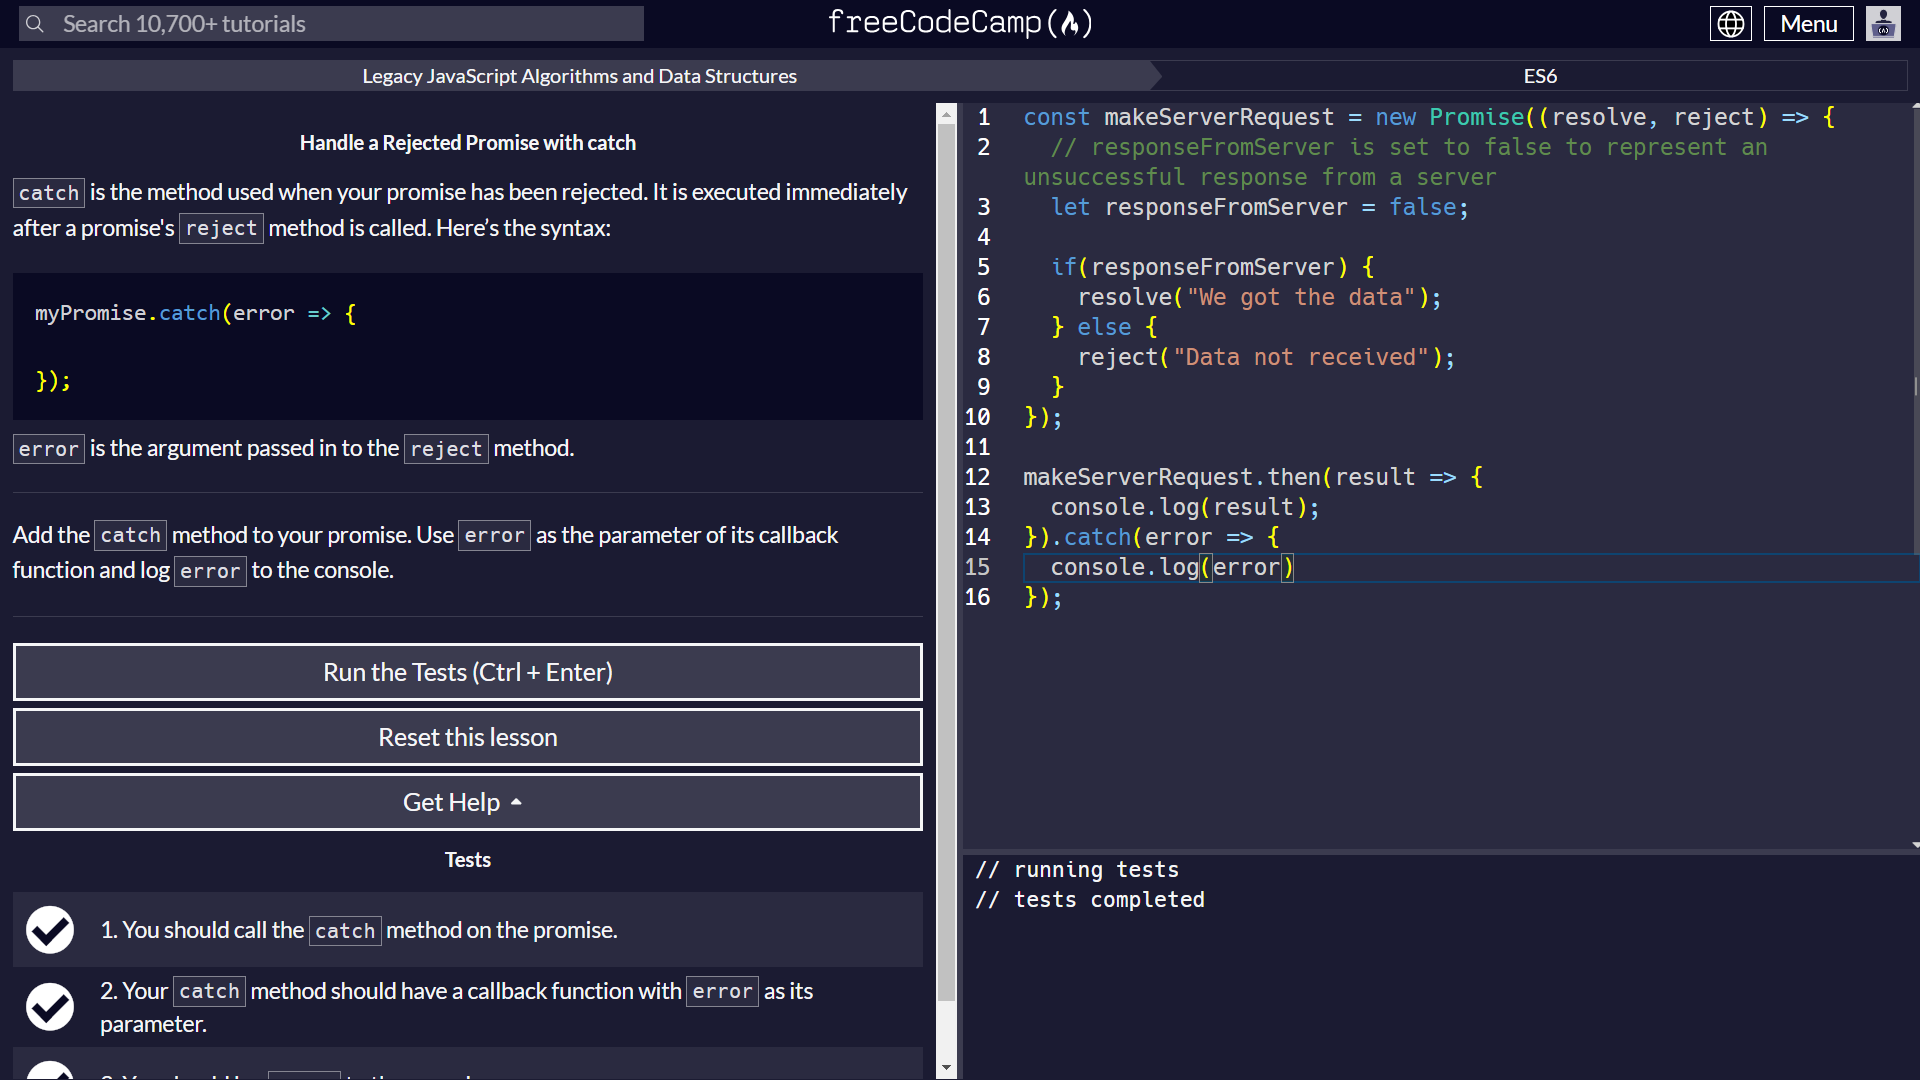 Search 10,700+ tutorials
freeCodeCamp(🔥)
Menu
Legacy JavaScript Algorithms and Data Structures
ES6
Handle a Rejected Promise with catch
catch is the method used when your promise has been rejected. It is executed immediately
after a promise's reject method is called. Here’s the syntax:
myPromise.catch(error => {
});
error is the argument passed in to the reject method.
Add the catch method to your promise. Use error as the parameter of its callback
function and log error to the console.
Run the Tests (Ctrl + Enter)
Reset this lesson
Get Help
Tests
1. You should call the catch method on the promise.
2. Your catch method should have a callback function with error as its
parameter.
1 const makeServerRequest = new Promise((resolve, reject) => {
2 // responseFromServer is set to false to represent an
unsuccessful response from a server
3 let responseFromServer = false;
4
5 if(responseFromServer) {
6 resolve("We got the data");
7 } else {
8 reject("Data not received");
9 }
10 });
11
12 makeServerRequest.then(result => {
13 console.log(result);
14 }).catch(error => {
15 console.log(error)
16 });
// running tests
// tests completed